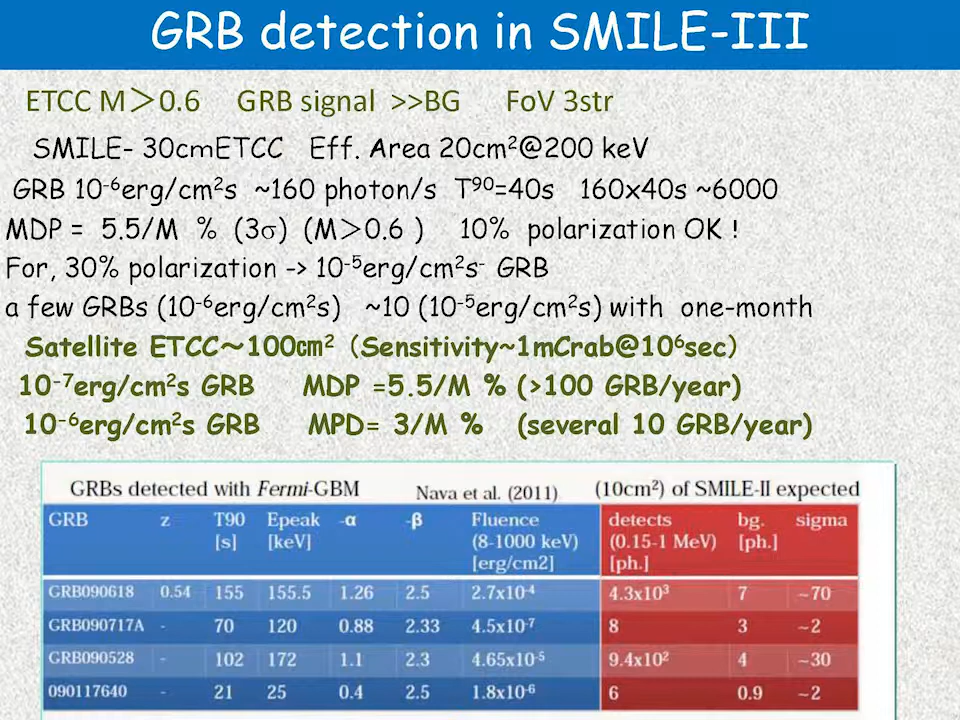 GRB detection in SMILE-III
ETCC M＞0.6 GRB signal >>BG FoV 3str
SMILE- 30cmETCC Eff. Area 20cm²@200 keV
GRB 10⁻⁶erg/cm²s ~160 photon/s T⁹⁰=40s 160x40s ~6000
MDP = 5.5/M % (3σ) (M＞0.6 ) 10% polarization OK !
For, 30% polarization -> 10⁻⁵erg/cm²s⁻ GRB
a few GRBs (10⁻⁶erg/cm²s) ~10 (10⁻⁵erg/cm²s) with one-month
Satellite ETCC～100㎝² (Sensitivity~1mCrab@10⁶sec)
10⁻⁷erg/cm²s GRB MDP =5.5/M % (>100 GRB/year)
10⁻⁶erg/cm²s GRB MPD= 3/M % (several 10 GRB/year)
GRBs detected with Fermi-GBM Nava et al. (2011) (10cm²) of SMILE-II expected
GRB z T90 Epeak -α -β Fluence detects bg. sigma
[s] [keV] (8-1000 keV) (0.15-1 MeV) [ph.]
[erg/cm2] [ph.]
GRB090618 0.54 155 155.5 1.26 2.5 2.7x10⁻⁴ 4.3x10³ 7 ~70
GRB090717A - 70 120 0.88 2.33 4.5x10⁻⁷ 8 3 ~2
GRB090528 - 102 172 1.1 2.3 4.65x10⁻⁵ 9.4x10² 4 ~30
090117640 - 21 25 0.4 2.5 1.8x10⁻⁶ 6 0.9 ~2